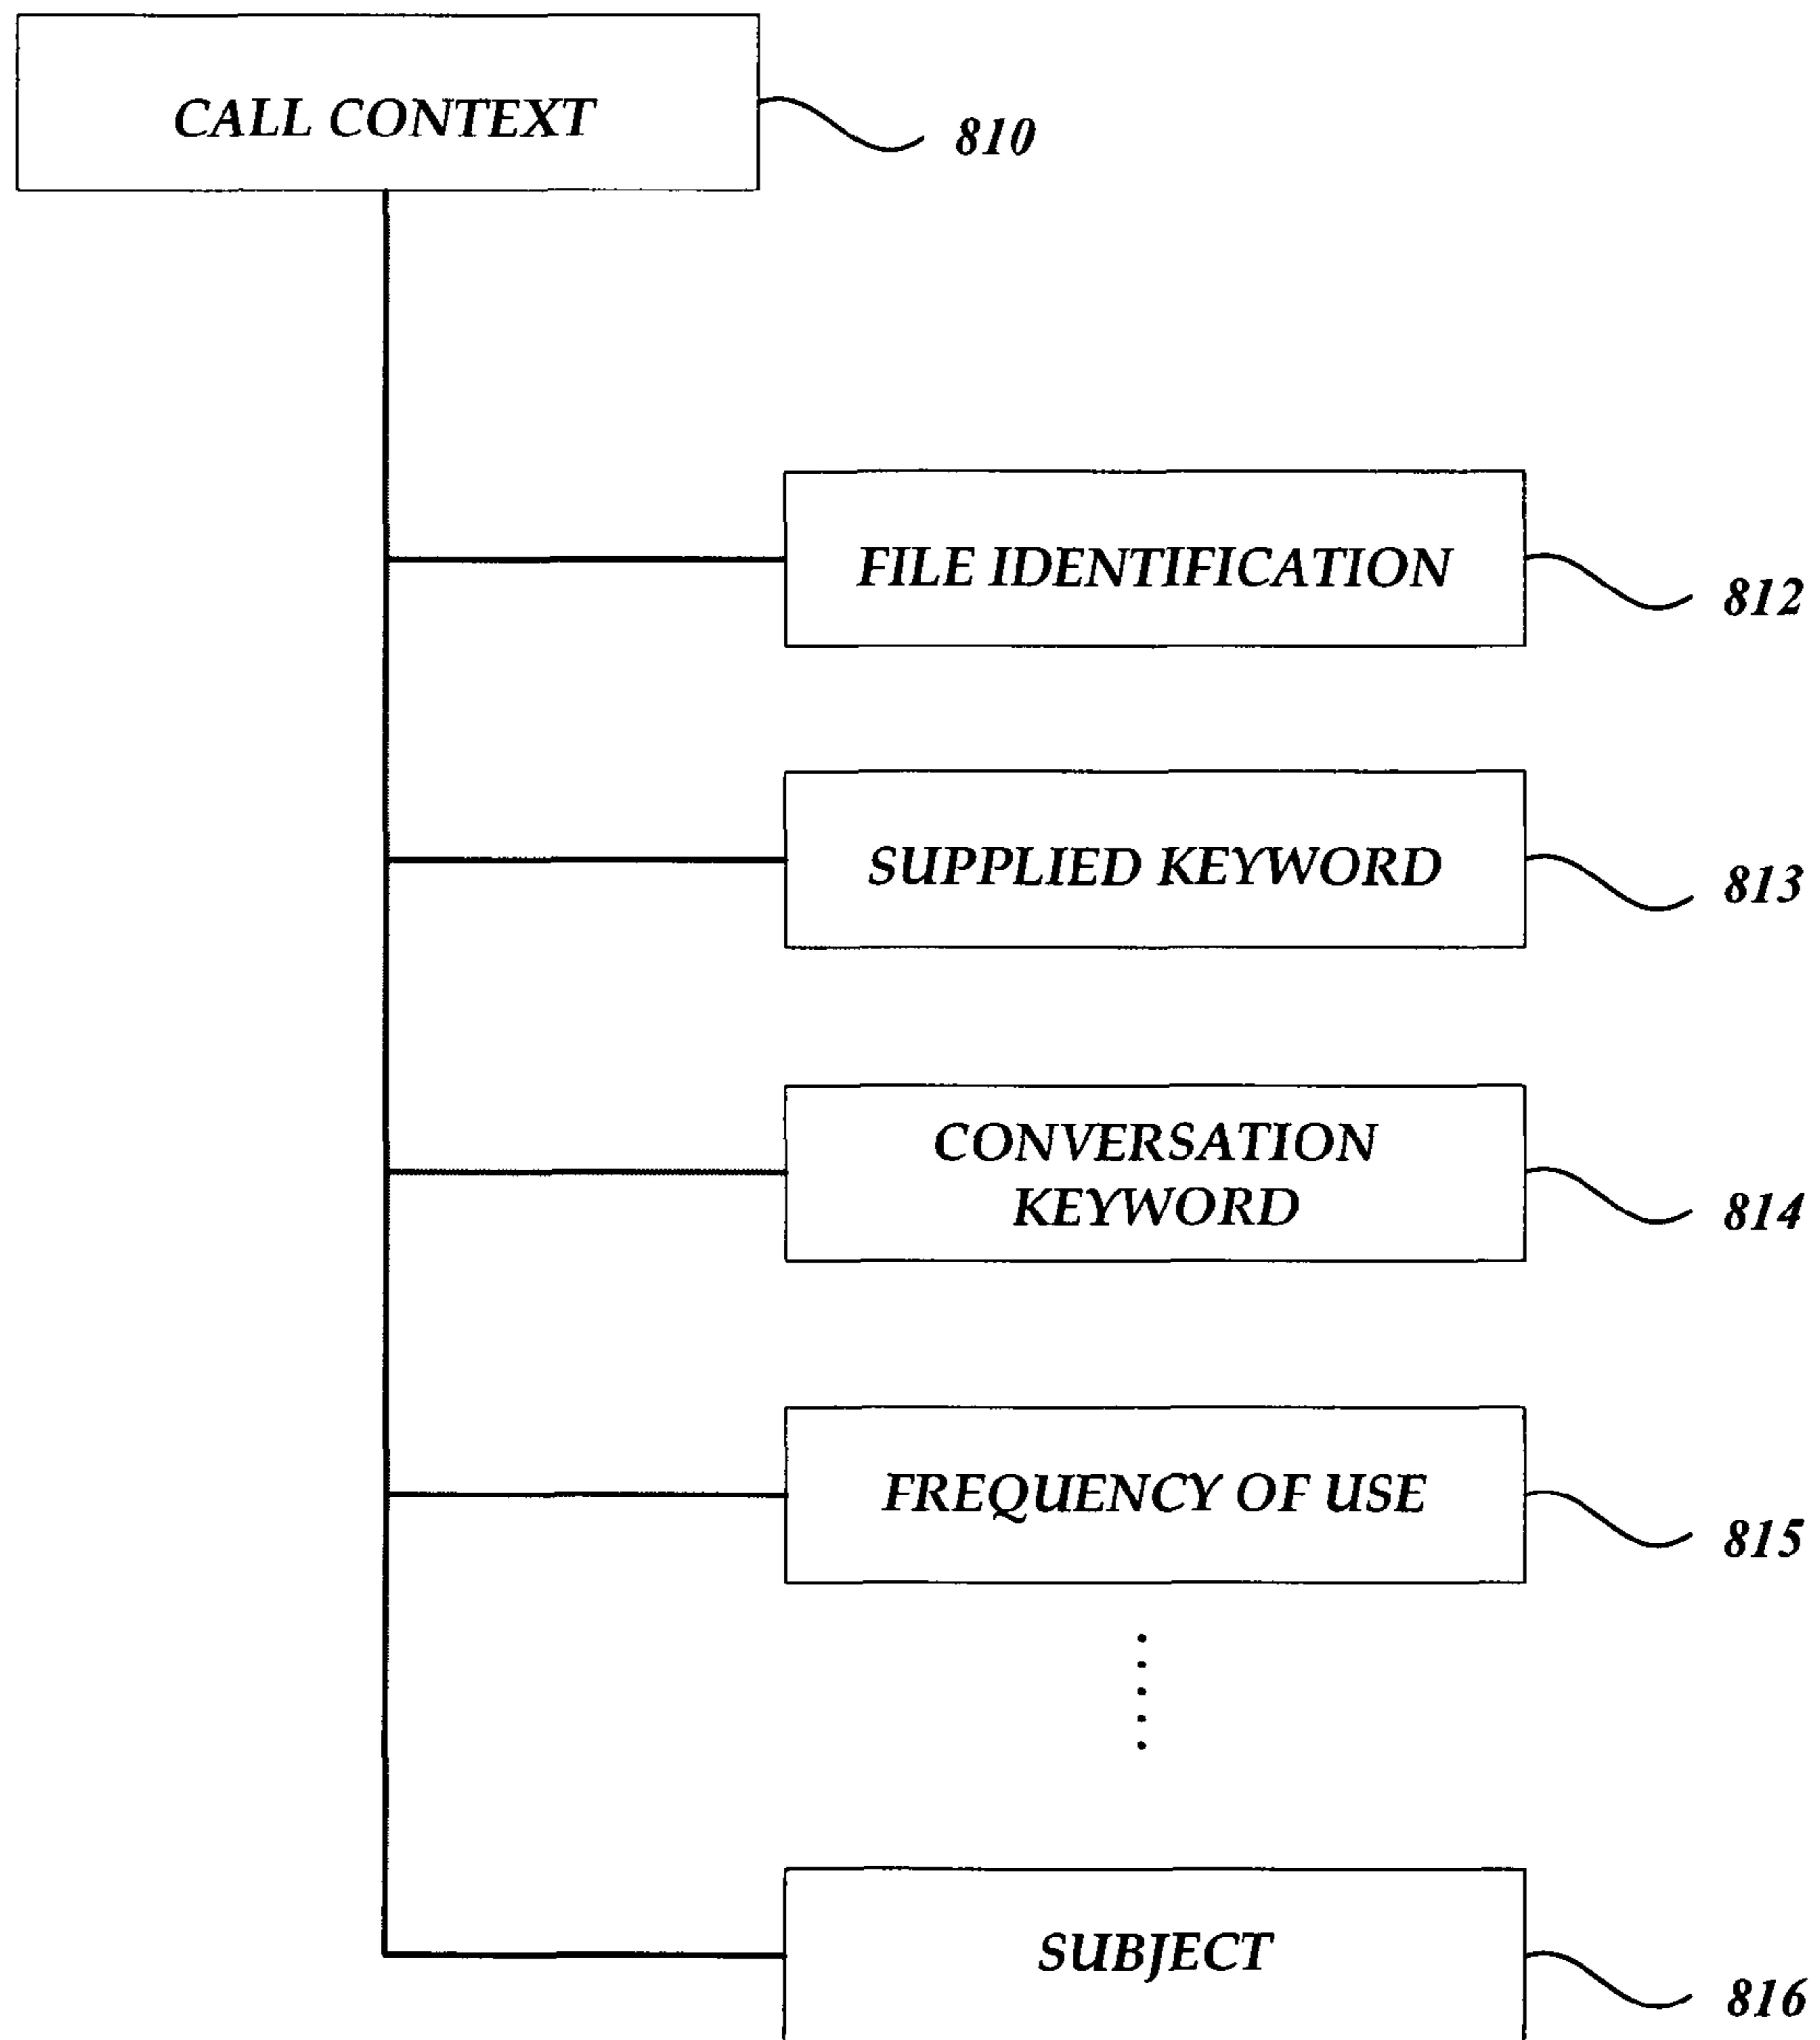 CALL CONTEXT
810
FILE IDENTIFICATION
812
SUPPLIED KEYWORD
813
CONVERSATION
KEYWORD
814
FREQUENCY OF USE
815
SUBJECT
816